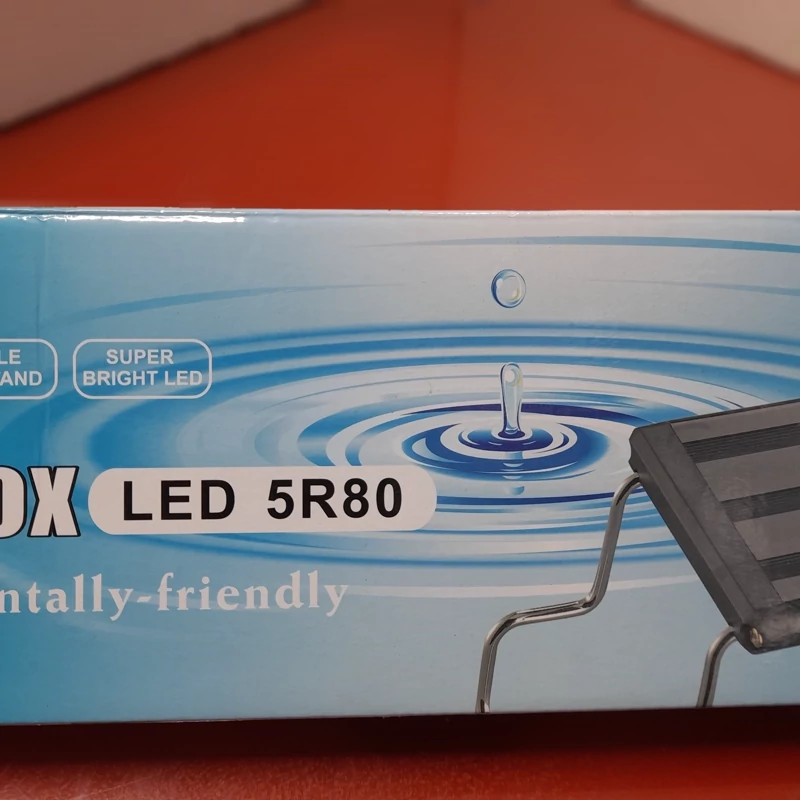 LE
AND
SUPER
BRIGHT LED
OX LED 5R80
ntally-friendly